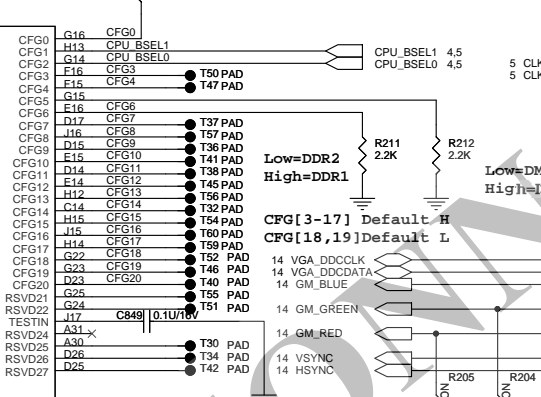 CFG0 G16 CFG0
CFG1 H13 CPU_BSEL1 CPU_BSEL1 4,5
CFG2 G14 CPU_BSEL0 CPU_BSEL0 4,5
CFG3 F16 CFG3 T50 PAD
CFG4 F15 CFG4 T47 PAD
CFG5 G15
CFG6 E16 CFG6
CFG7 D17 CFG7 T37 PAD
CFG8 J16 CFG8 T57 PAD
CFG9 D15 CFG9 T36 PAD
CFG10 E15 CFG10 T41 PAD
CFG11 D14 CFG11 T38 PAD
CFG12 E14 CFG12 T45 PAD
CFG13 H12 CFG13 T56 PAD
CFG14 C14 CFG14 T32 PAD
CFG15 H15 CFG15 T54 PAD
CFG16 J15 CFG16 T60 PAD
CFG17 H14 CFG17 T59 PAD
CFG18 G22 CFG18 T52 PAD
CFG19 G23 CFG19 T46 PAD
CFG20 D23 CFG20 T40 PAD
RSVD21 G25 T55 PAD
RSVD22 G24 T51 PAD
TESTIN J17 C849 0.1U/16V
RSVD24 A31
RSVD25 A30 T30 PAD
RSVD26 D26 T34 PAD
RSVD27 D25 T42 PAD
5 CLK
5 CLK
R211
2.2K
R212
2.2K
Low=DDR2
High=DDR1
Low=DM
High=D
CFG[3-17] Default H
CFG[18,19]Default L
14 VGA_DDCCLK
14 VGA_DDCDATA
14 GM_BLUE
14 GM_GREEN
14 GM_RED
14 VSYNC
14 HSYNC
R205
R204